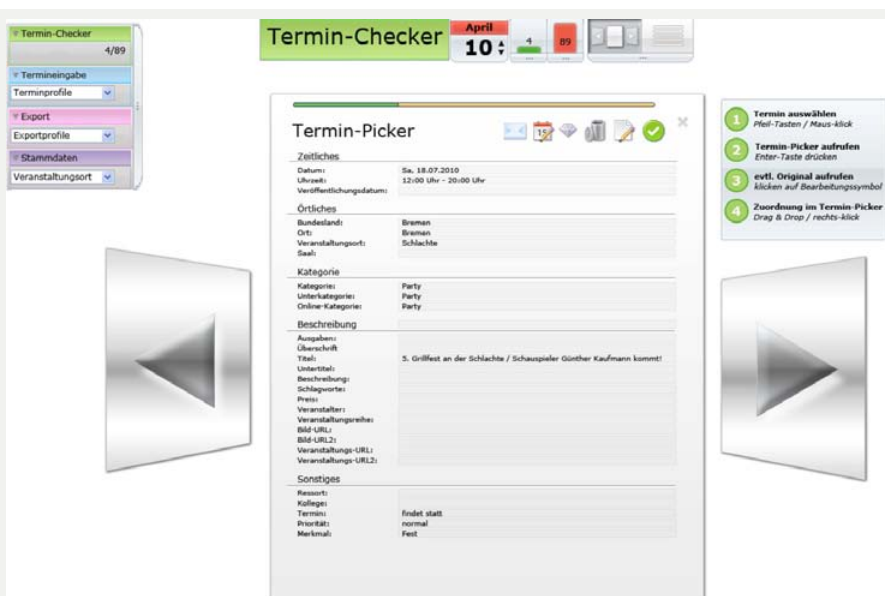 Termin-Checker
4/89
Termineingabe
Terminprofile
Export
Exportprofile
Stammdaten
Veranstaltungsort
Termin-Checker
April
10
4
89
Termin-Picker
15
Zeitliches
Datum: Sa, 18.07.2010
Uhrzeit: 12:00 Uhr - 20:00 Uhr
Veröffentlichungsdatum:
Örtliches
Bundesland: Bremen
Ort: Bremen
Veranstaltungsort: Schlachte
Saal:
Kategorie
Kategorie: Party
Unterkategorie: Party
Online-Kategorie: Party
Beschreibung
Ausgaben:
Überschrift
Titel: 5. Grillfest an der Schlachte / Schauspieler Günther Kaufmann kommt!
Untertitel:
Beschreibung:
Schlagworte:
Preis:
Veranstalter:
Veranstaltungsreihe:
Bild-URL:
Bild-URL2:
Veranstaltungs-URL:
Veranstaltungs-URL2:
Sonstiges
Ressort:
Kollege:
Termin: findet statt
Priorität: normal
Merkmal: Fest
1 Termin auswählen
Pfeil-Tasten / Maus-klick
2 Termin-Picker aufrufen
Enter-Taste drücken
3 evtl. Original aufrufen
klicken auf Bearbeitungssymbol
4 Zuordnung im Termin-Picker
Drag & Drop / rechts-klick